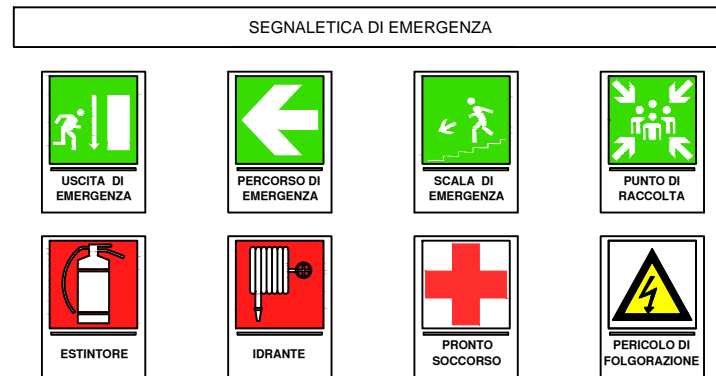 SEGNALETICA DI EMERGENZA
USCITA DI
EMERGENZA
PERCORSO DI
EMERGENZA
SCALA DI
EMERGENZA
PUNTO DI
RACCOLTA
ESTINTORE
IDRANTE
PRONTO
SOCCORSO
PERICOLO DI
FOLGORAZIONE